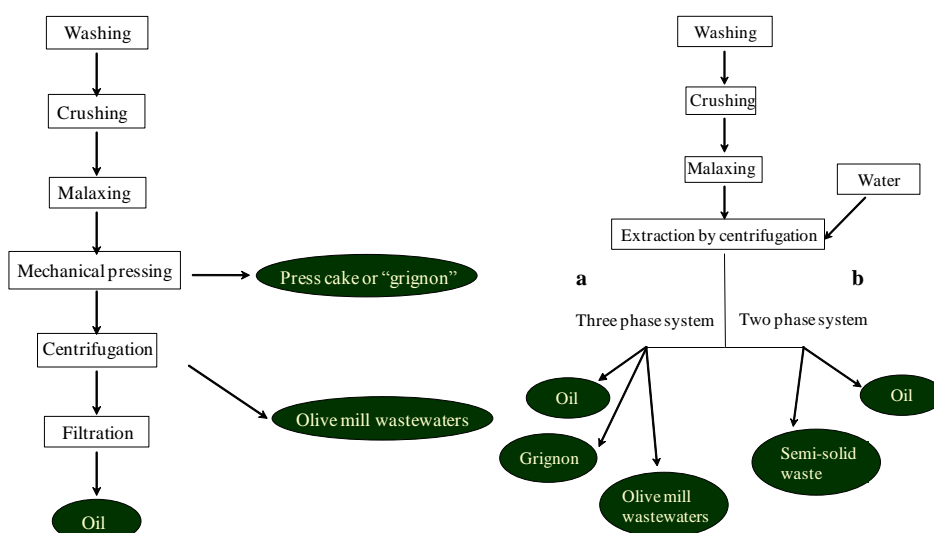 Washing
Crushing
Malaxing
Mechanical pressing
Press cake or “grignon”
Centrifugation
Olive mill wastewaters
Filtration
Oil
Washing
Crushing
Malaxing
Water
Extraction by centrifugation
a
b
Three phase system
Two phase system
Oil
Grignon
Olive mill
wastewaters
Semi-solid
waste
Oil